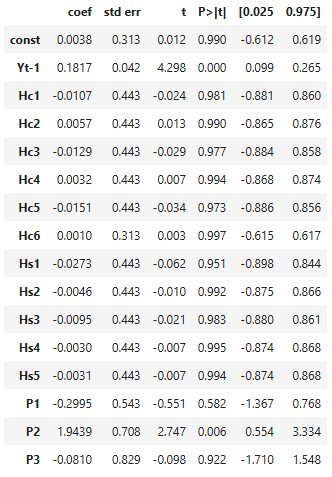 coef std err t P>|t| [0.025 0.975]
const 0.0038 0.313 0.012 0.990 -0.612 0.619
Yt-1 0.1817 0.042 4.298 0.000 0.099 0.265
Hc1 -0.0107 0.443 -0.024 0.981 -0.881 0.860
Hc2 0.0057 0.443 0.013 0.990 -0.865 0.876
Hc3 -0.0129 0.443 -0.029 0.977 -0.884 0.858
Hc4 0.0032 0.443 0.007 0.994 -0.868 0.874
Hc5 -0.0151 0.443 -0.034 0.973 -0.886 0.856
Hc6 0.0010 0.313 0.003 0.997 -0.615 0.617
Hs1 -0.0273 0.443 -0.062 0.951 -0.898 0.844
Hs2 -0.0046 0.443 -0.010 0.992 -0.875 0.866
Hs3 -0.0095 0.443 -0.021 0.983 -0.880 0.861
Hs4 -0.0030 0.443 -0.007 0.995 -0.874 0.868
Hs5 -0.0031 0.443 -0.007 0.994 -0.874 0.868
P1 -0.2995 0.543 -0.551 0.582 -1.367 0.768
P2 1.9439 0.708 2.747 0.006 0.554 3.334
P3 -0.0810 0.829 -0.098 0.922 -1.710 1.548